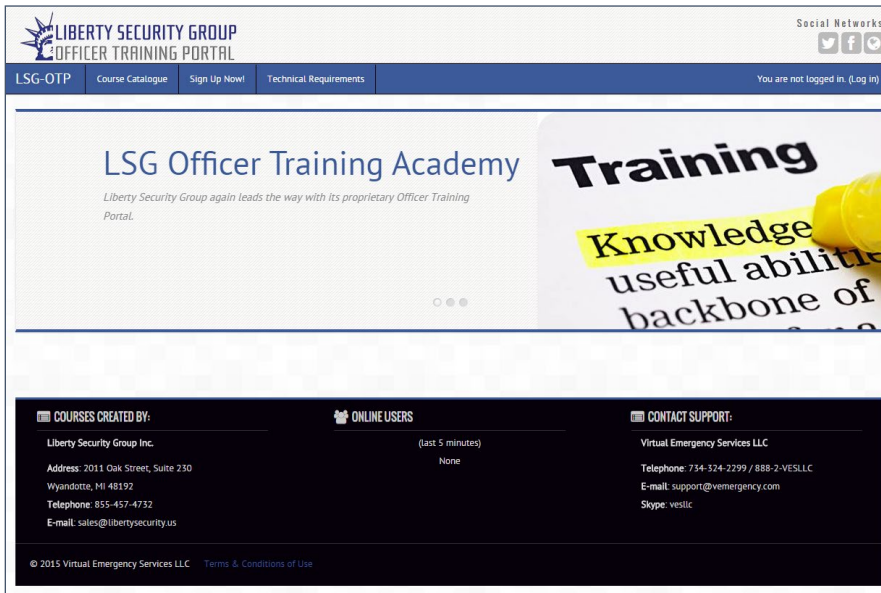 LIBERTY SECURITY GROUP
OFFICER TRAINING PORTAL
Social Networks
LSG-OTP
Course Catalogue
Sign Up Now!
Technical Requirements
You are not logged in. (Log in)
LSG Officer Training Academy
Liberty Security Group again leads the way with its proprietary Officer Training
Portal.
Training
Knowledge
useful abilitie
backbone of
COURSES CREATED BY:
Liberty Security Group Inc.
Address: 2011 Oak Street, Suite 230
Wyandotte, MI 48192
Telephone: 855-457-4732
E-mail: sales@libertysecurity.us
ONLINE USERS
(last 5 minutes)
None
CONTACT SUPPORT:
Virtual Emergency Services LLC
Telephone: 734-324-2299 / 888-2-VESLLC
E-mail: support@vemergency.com
Skype: vesllc
© 2015 Virtual Emergency Services LLC
Terms & Conditions of Use